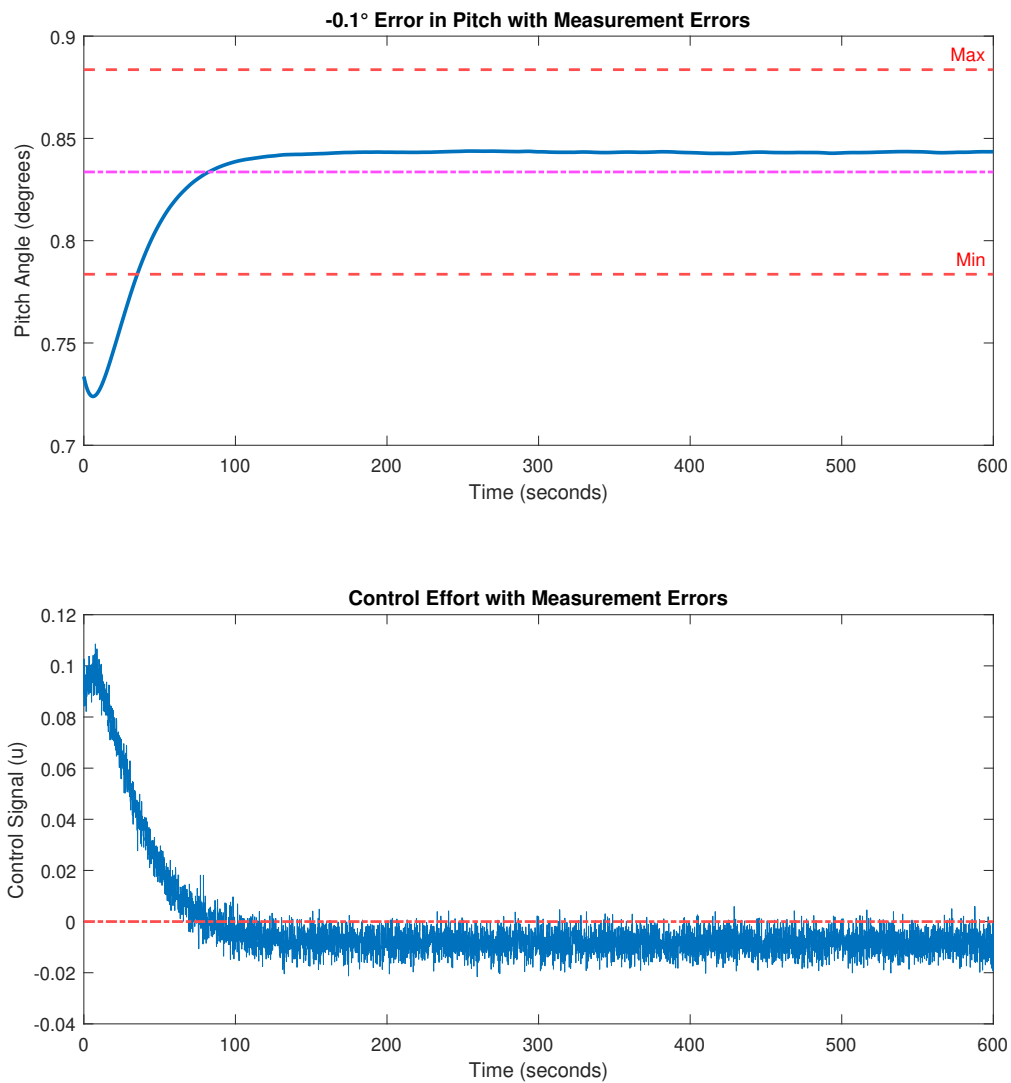 -0.1° Error in Pitch with Measurement Errors
0.9
Max
0.85
0.8
Min
0.75
0.7
Pitch Angle (degrees)
0 100 200 300 400 500 600
Time (seconds)
Control Effort with Measurement Errors
0.12
0.1
0.08
0.06
0.04
0.02
0
-0.02
-0.04
Control Signal (u)
0 100 200 300 400 500 600
Time (seconds)